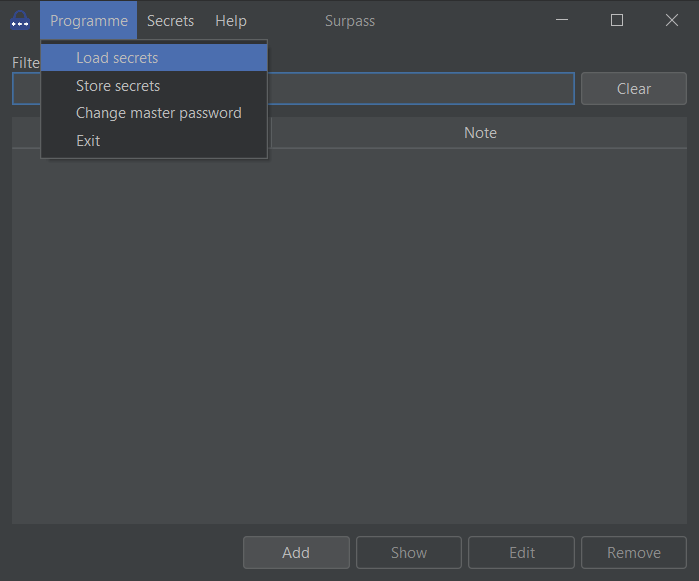 Programme Secrets Help Surpass
Filte
Clear
Load secrets
Store secrets
Change master password
Exit
Note
Add Show Edit Remove